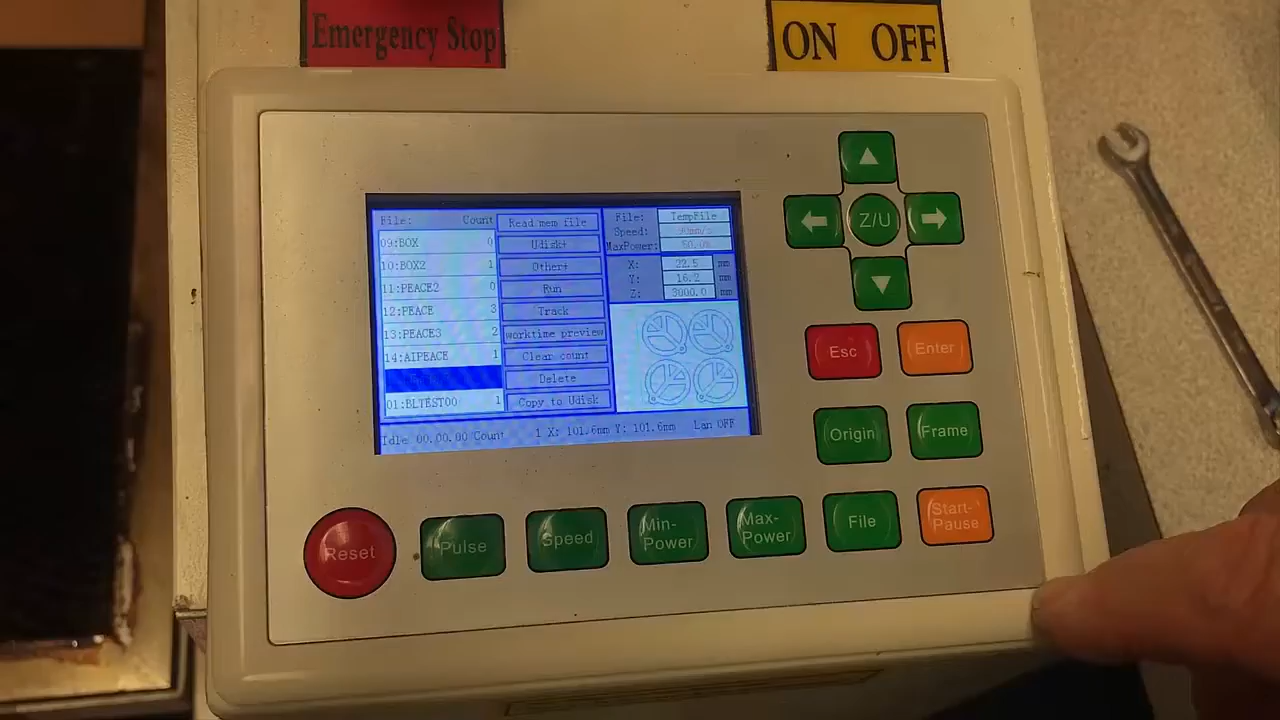 Emergency Stop
ON OFF
File: Count
09:BOX 0
10:BOX2 1
11:PEACE2 0
12:PEACE 3
13:PEACE3 2
14:AIPEACE 1
01:BLTEST00 1
Read mem file
Udisk+
Other+
Run
Track
worktime preview
Clear count
Delete
Copy to Udisk
File: TempFile
Speed:
MaxPower: 50.0%
X: 22.5 mm
Y: 16.2 mm
Z: 3000.0 mm
Idle 00.00.00 Count 1 X: 101.6mm Y: 101.6mm Lan OFF
Z/U
Esc
Enter
Origin
Frame
Reset
Pulse
Speed
Min-
Power
Max-
Power
File
Start-
Pause